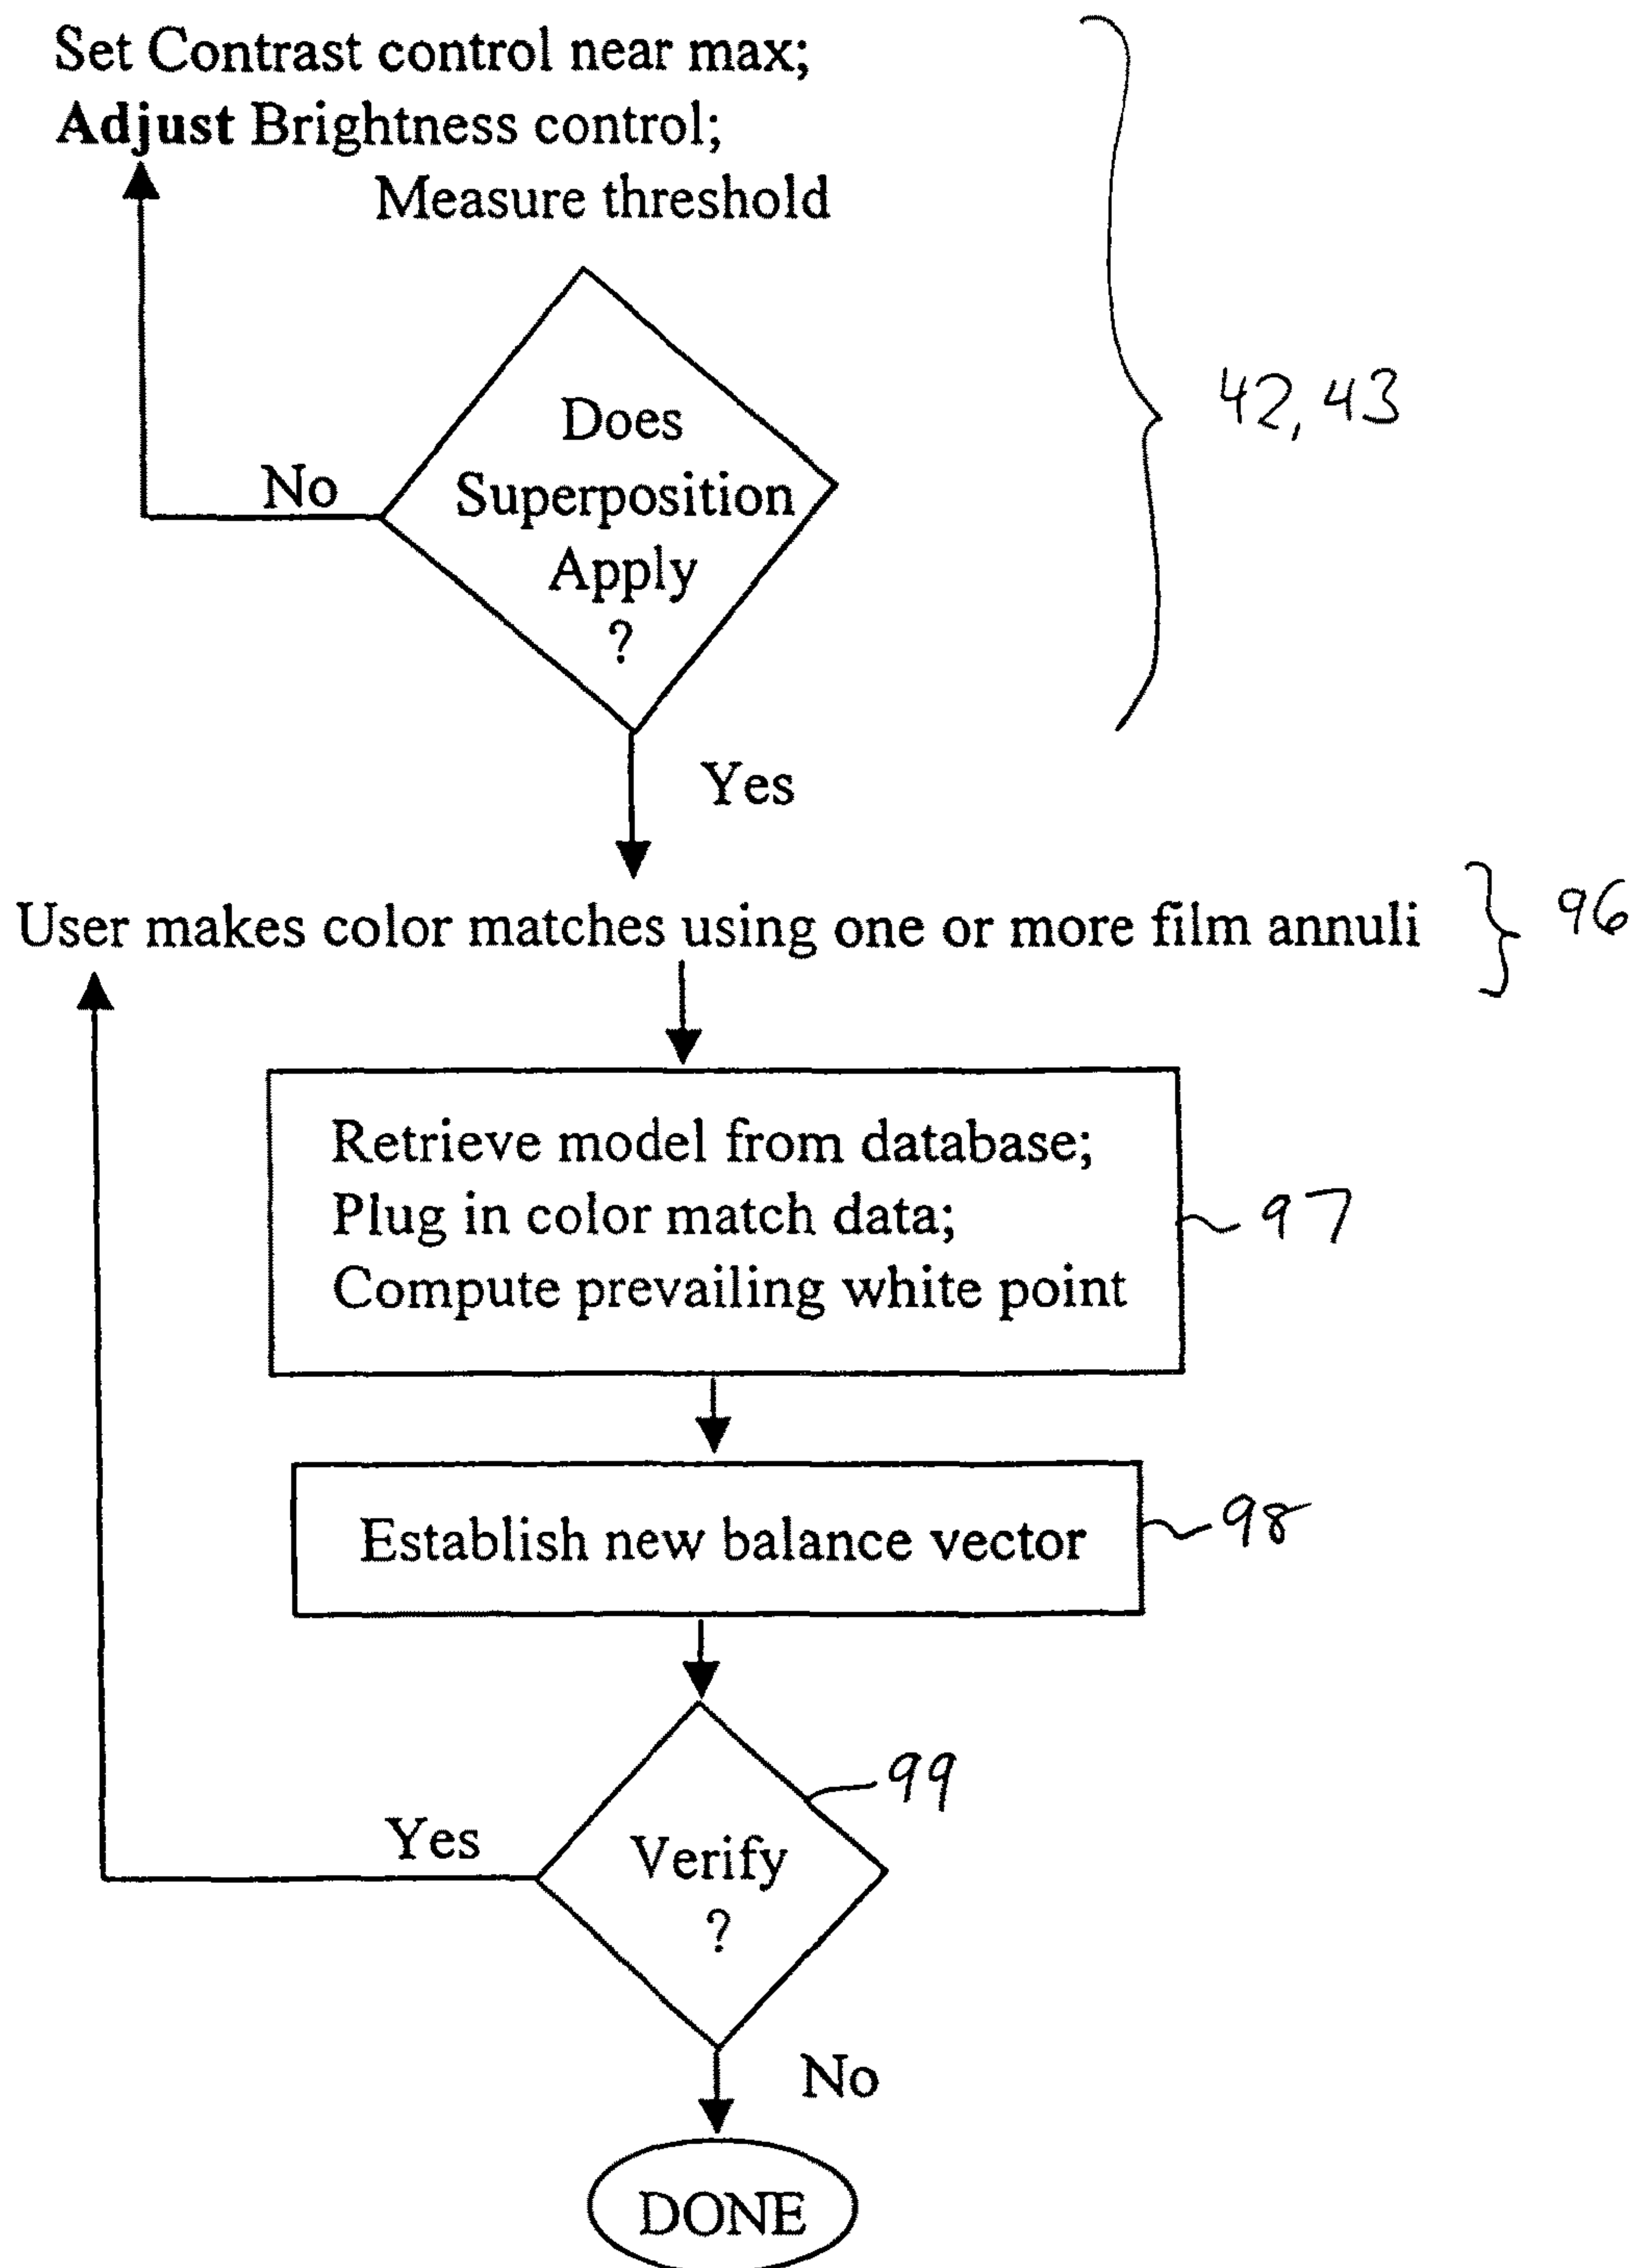 Set Contrast control near max;
Adjust Brightness control;
Measure threshold
Does
Superposition
Apply
?
No
42, 43
Yes
User makes color matches using one or more film annuli
96
Retrieve model from database;
Plug in color match data;
Compute prevailing white point
97
Establish new balance vector
98
99
Yes
Verify
?
No
DONE